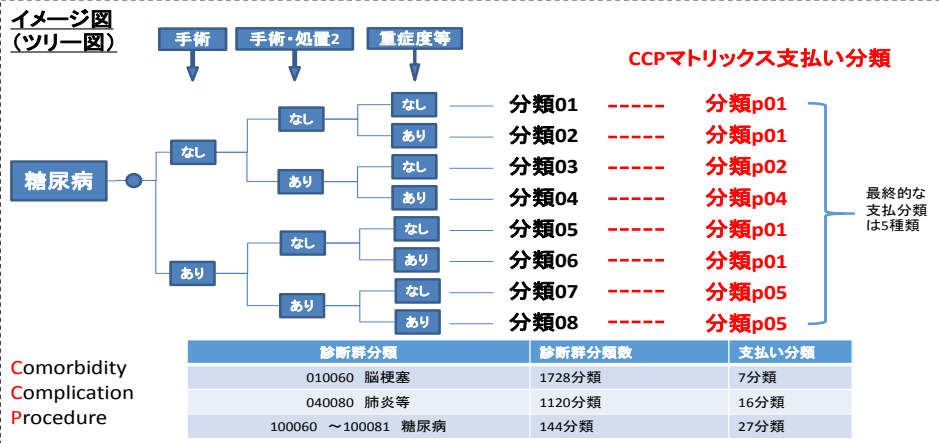 イメージ図
（ツリー図）
手術
手術・処置2
重症度等
CCPマトリックス支払い分類
糖尿病
なし
あり
なし
あり
なし
あり
なし
あり
なし
あり
なし
あり
なし
あり
分類01 ----- 分類p01
分類02 ----- 分類p01
分類03 ----- 分類p02
分類04 ----- 分類p04
分類05 ----- 分類p01
分類06 ----- 分類p01
分類07 ----- 分類p05
分類08 ----- 分類p05
最終的な
支払分類
は5種類
Comorbidity
Complication
Procedure
診断群分類 診断群分類数 支払い分類
010060 脳梗塞 1728分類 7分類
040080 肺炎等 1120分類 16分類
100060 ～100081 糖尿病 144分類 27分類